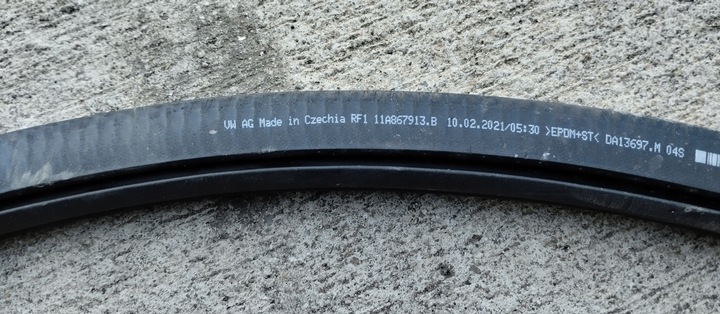 VW AG Made in Czechia RF1 11A867913.B 10.02.2021/05:30 >EPDM+ST< DA13697.M 04S